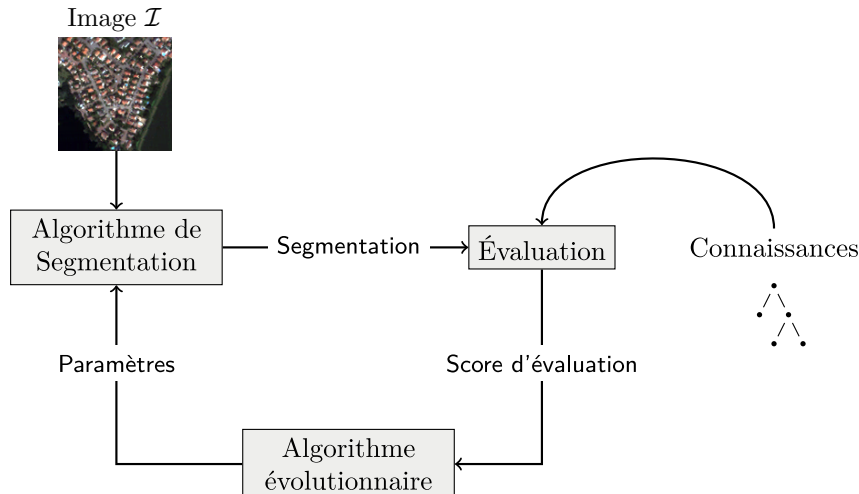 Image I
Algorithme de
Segmentation
Segmentation
Évaluation
Connaissances
Paramètres
Score d'évaluation
Algorithme
évolutionnaire